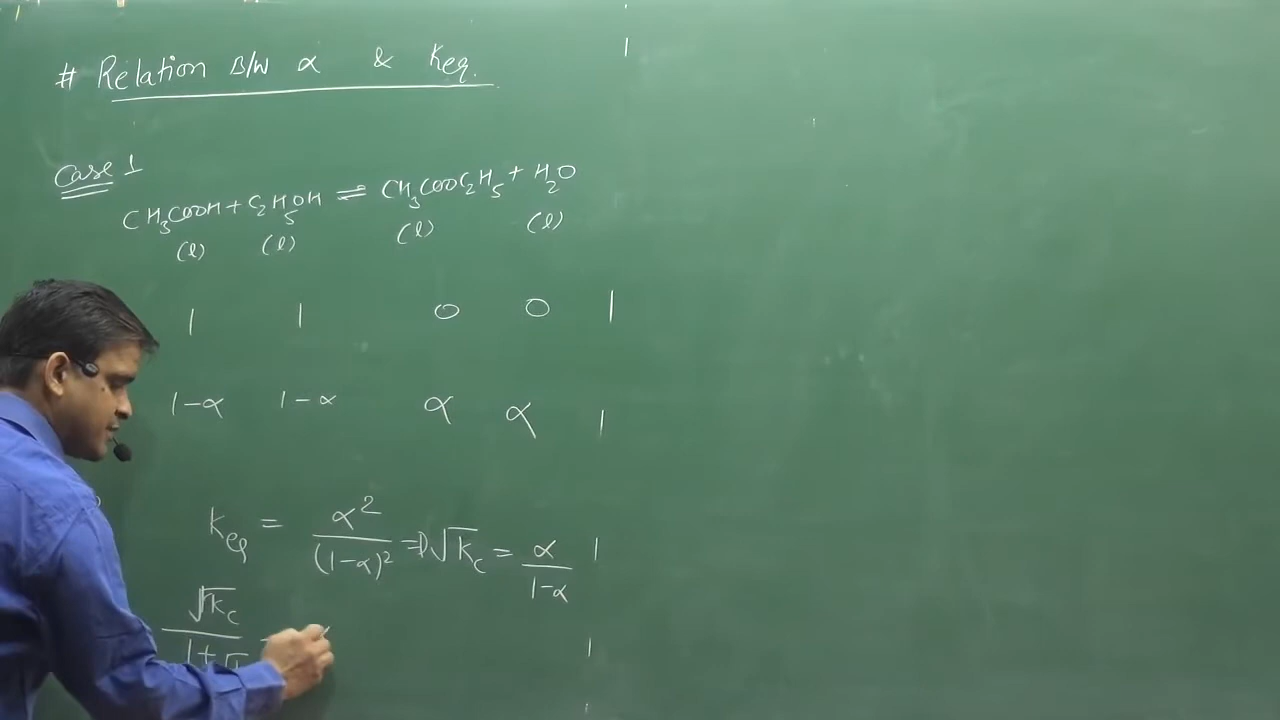 # Relation B/W α & Keq.
Case 1
CH₃COOH + C₂H₅OH ⇌ CH₃COOC₂H₅ + H₂O
(l) (l) (l) (l)
1 1 0 0
1-α 1-α α α
Keq = α²/(1-α)² ⇒ √Kc = α/(1-α)
√Kc/(1+√